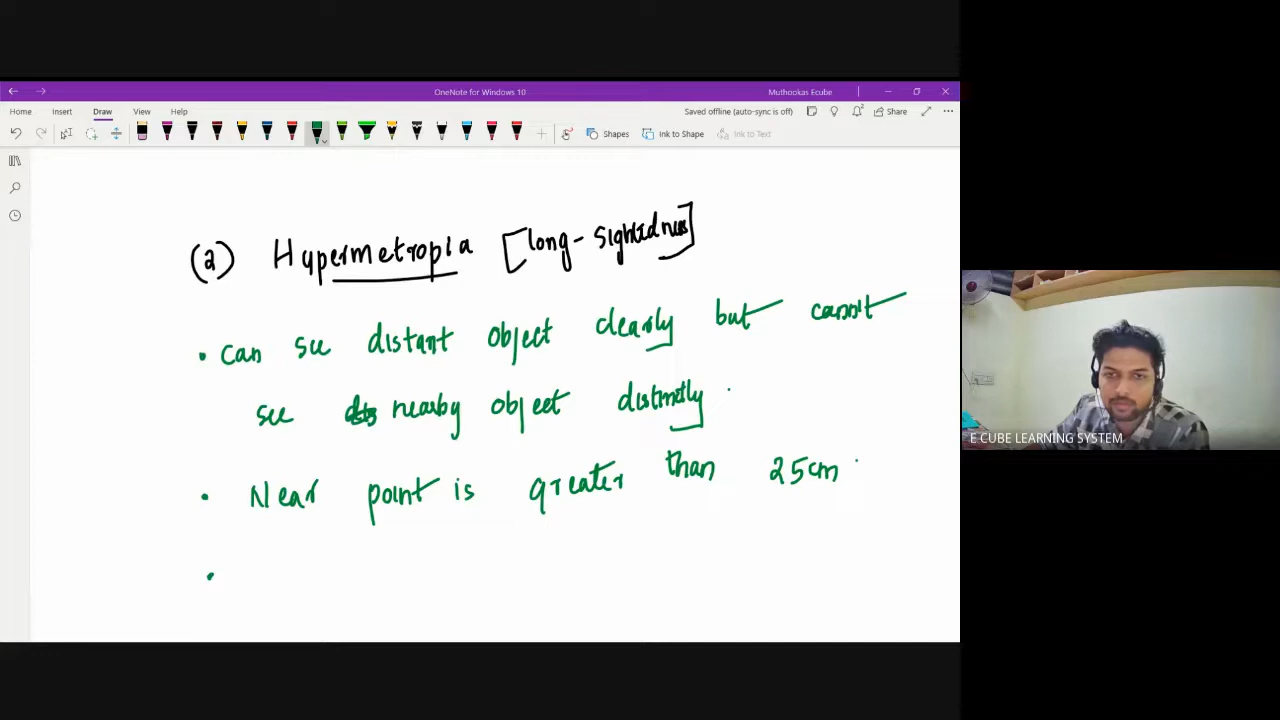 OneNote for Windows 10
Muthookas Ecube
Home Insert Draw View Help
Saved offline (auto-sync is off)
Share
Shapes
Ink to Shape
Ink to Text
(2) Hypermetropia [long-sightedness]
• can see distant object clearly but cannot
see nearby object distinctly.
• Near point is greater than 25cm.
•
E CUBE LEARNING SYSTEM